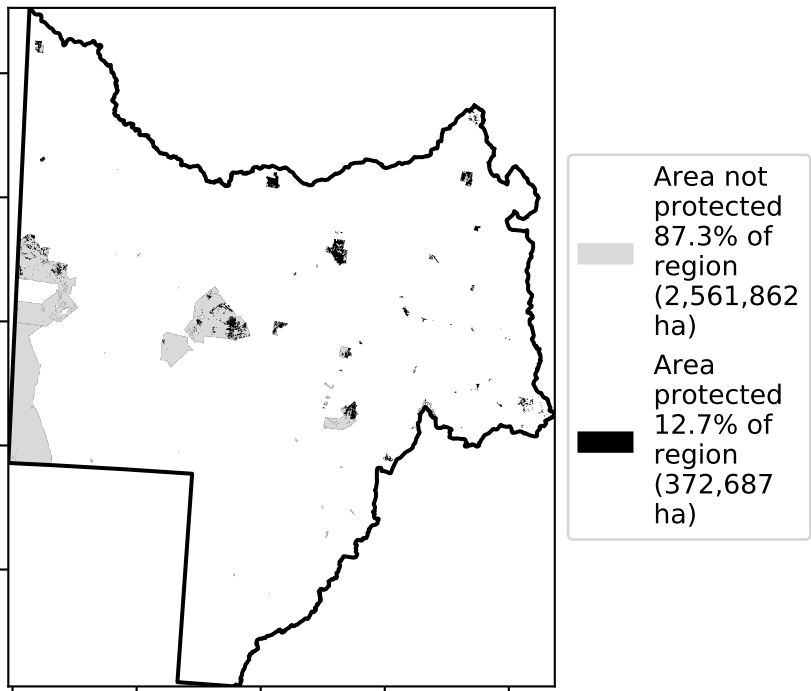 Area not
protected
87.3% of
region
(2,561,862
ha)
Area
protected
12.7% of
region
(372,687
ha)